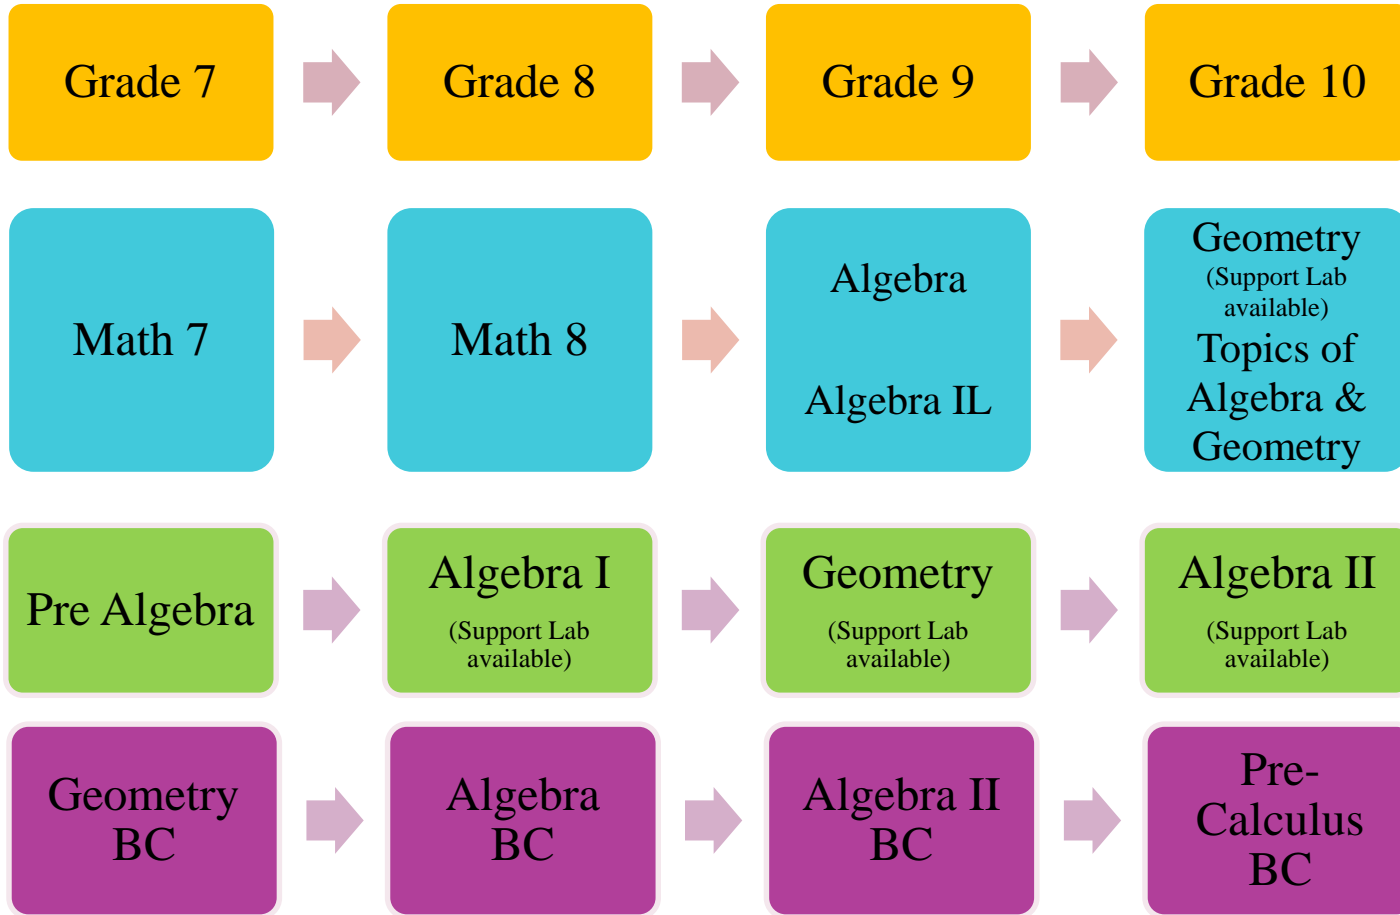 Grade 7
Grade 8
Grade 9
Grade 10
Math 7
Math 8
Algebra
Algebra IL
Geometry
(Support Lab
available)
Topics of
Algebra &
Geometry
Pre Algebra
Algebra I
(Support Lab
available)
Geometry
(Support Lab
available)
Algebra II
(Support Lab
available)
Geometry
BC
Algebra
BC
Algebra II
BC
Pre-
Calculus
BC